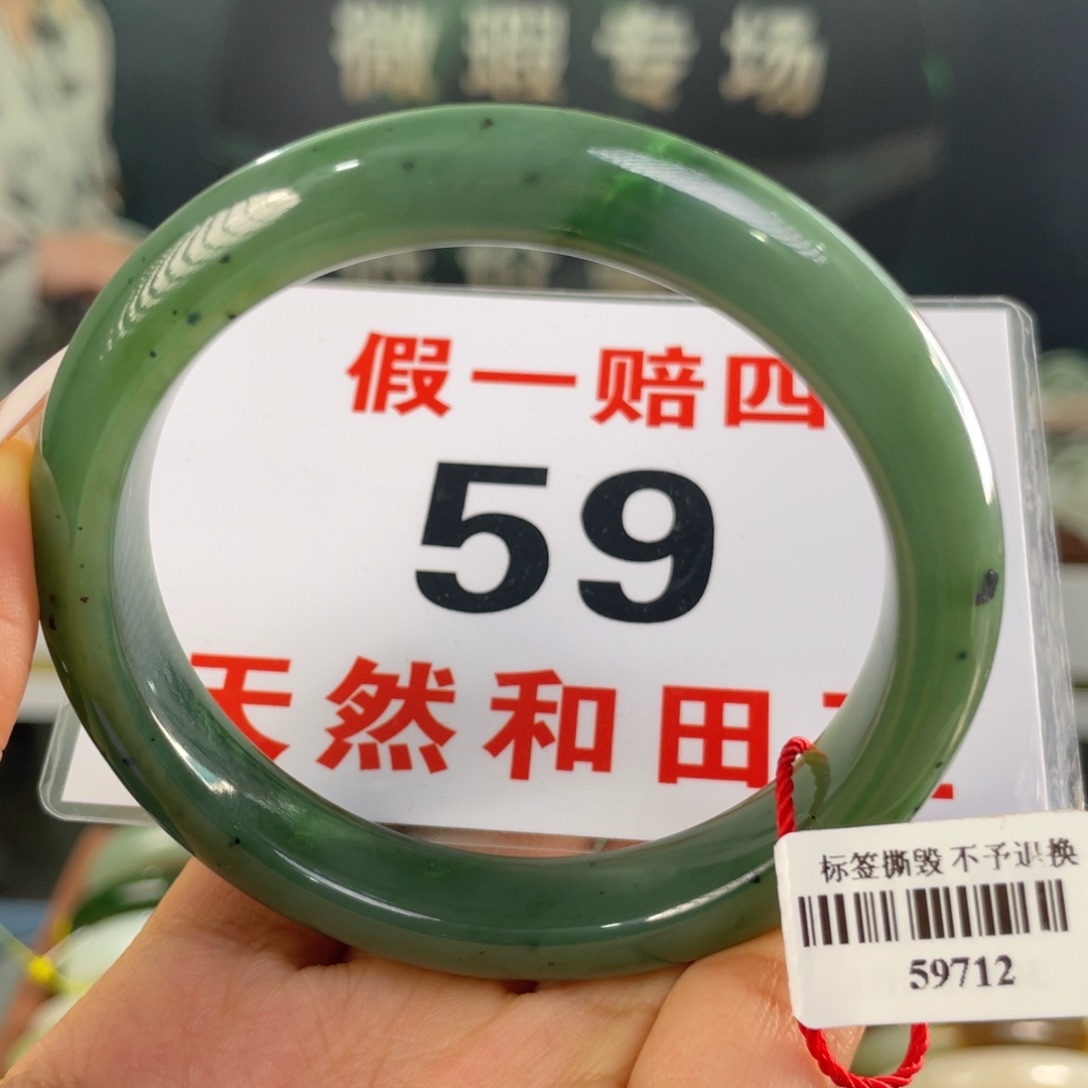 微瑕专场
假一赔四
59
天然和田
标签撕毁 不予退换
59712